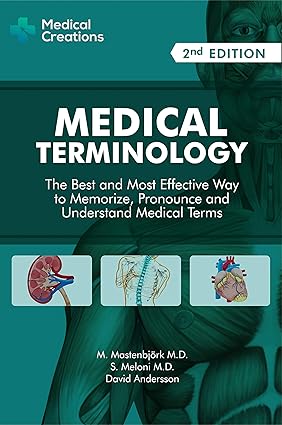 Medical
Creations
2nd EDITION
MEDICAL
TERMINOLOGY
The Best and Most Effective Way
to Memorize, Pronounce and
Understand Medical Terms
M. Mastenbjörk M.D.
S. Meloni M.D.
David Andersson